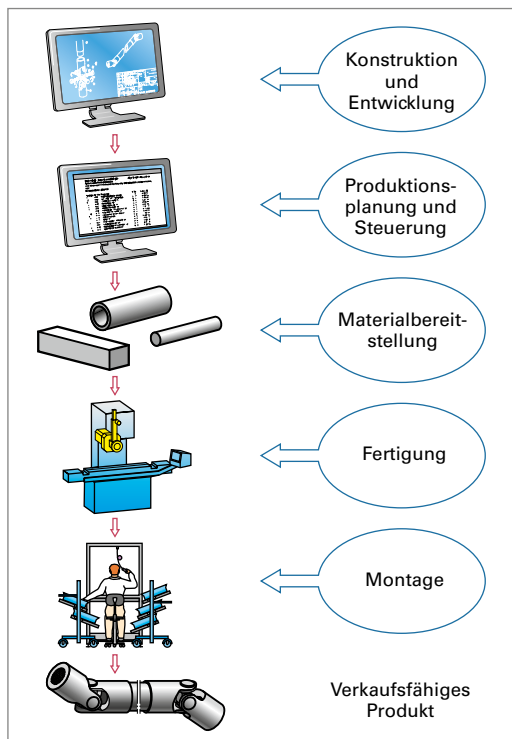 Konstruktion
und
Entwicklung
Produktions-
planung und
Steuerung
Materialbereit-
stellung
Fertigung
Montage
Verkaufsfähiges
Produkt